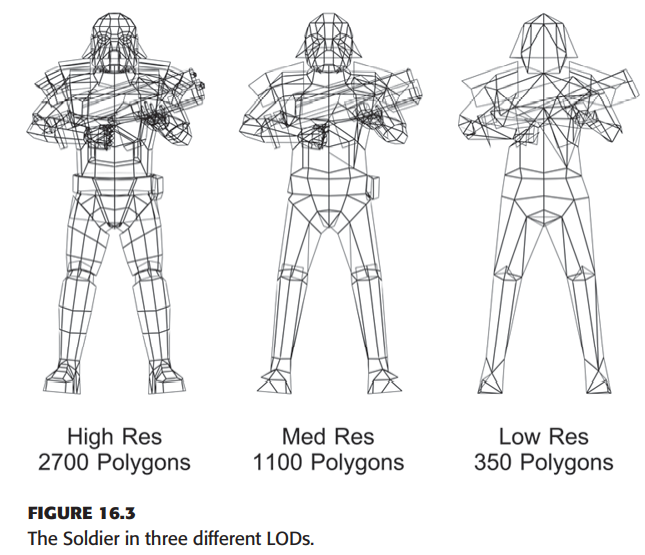 High Res
2700 Polygons
Med Res
1100 Polygons
Low Res
350 Polygons
FIGURE 16.3
The Soldier in three different LODs.